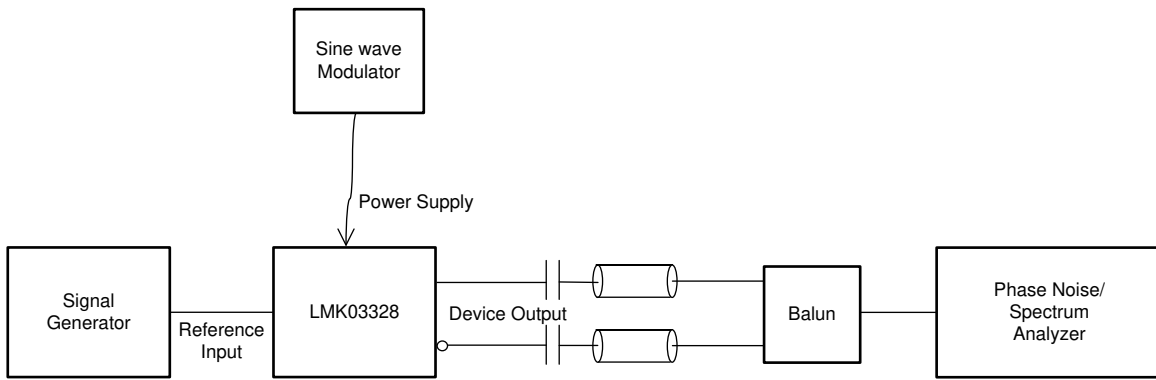 Sine wave
Modulator
Power Supply
Signal
Generator
Reference
Input
LMK03328
Device Output
Balun
Phase Noise/
Spectrum
Analyzer